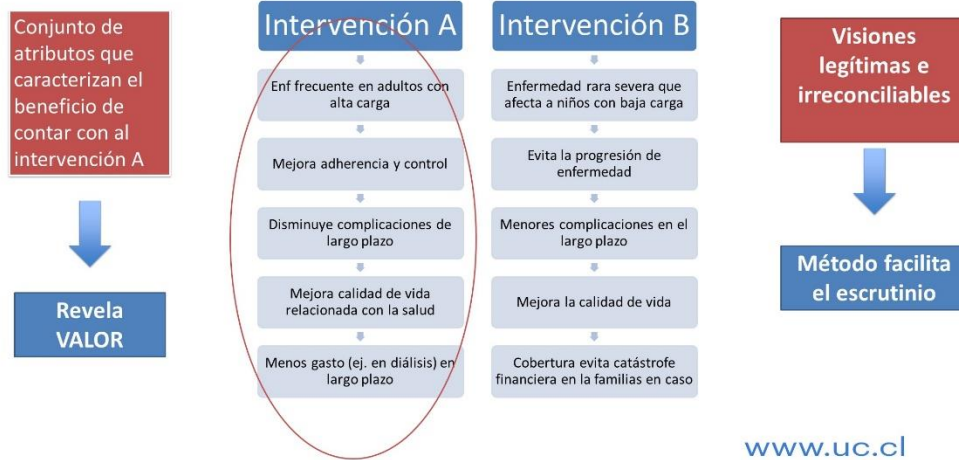 Conjunto de
atributos que
caracterizan el
beneficio de
contar con al
intervención A
Revela
VALOR
Intervención A
Enf frecuente en adultos con
alta carga
Mejora adherencia y control
Disminuye complicaciones de
largo plazo
Mejora calidad de vida
relacionada con la salud
Menos gasto (ej. en diálisis) en
largo plazo
Intervención B
Enfermedad rara severa que
afecta a niños con baja carga
Evita la progresión de
enfermedad
Menores complicaciones en el
largo plazo
Mejora la calidad de vida
Cobertura evita catástrofe
financiera en la familias en caso
Visiones
legítimas e
irreconciliables
Método facilita
el escrutinio
www.uc.cl